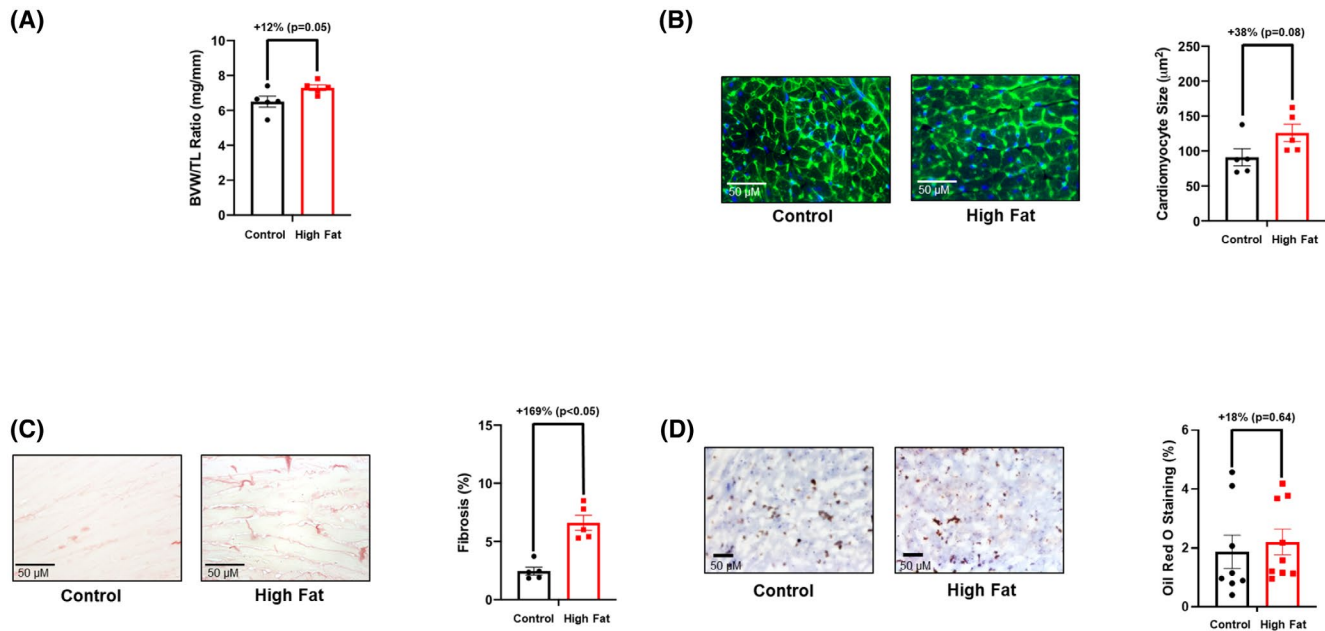 (A)
+12% (p=0.05)
BVW/TL Ratio (mg/mm)
10
8
6
4
2
0
Control High Fat
(B)
50 µM
Control
50 µM
High Fat
+38% (p=0.08)
Cardiomyocyte Size (µm²)
250
200
150
100
50
0
Control High Fat
(C)
50 µM
Control
50 µM
High Fat
+169% (p<0.05)
Fibrosis (%)
15
10
5
0
Control High Fat
(D)
50 µM
Control
50 µM
High Fat
+18% (p=0.64)
Oil Red O Staining (%)
6
4
2
0
Control High Fat